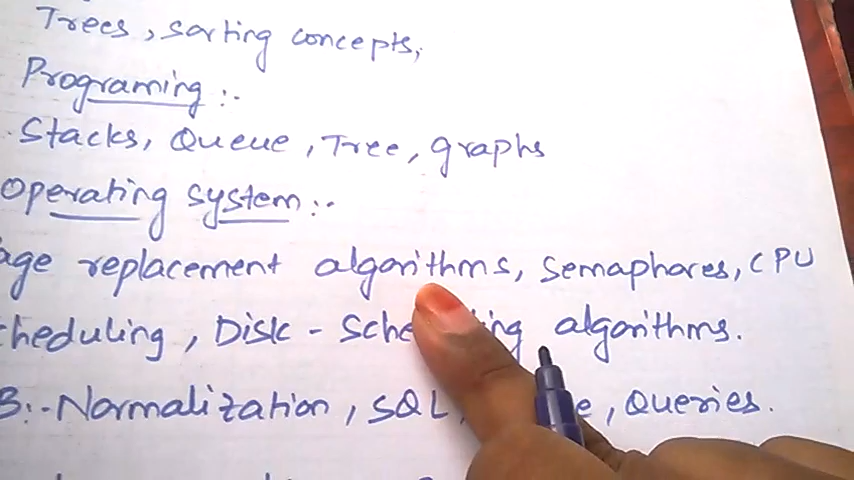 Trees, sorting concepts,
Programing :-
Stacks, Queue, Tree, graphs
Operating system :-
age replacement algorithms, Semaphores, CPU
cheduling, Disk - Sche ing algorithms.
B:- Normalization, SQL, e, Queries.